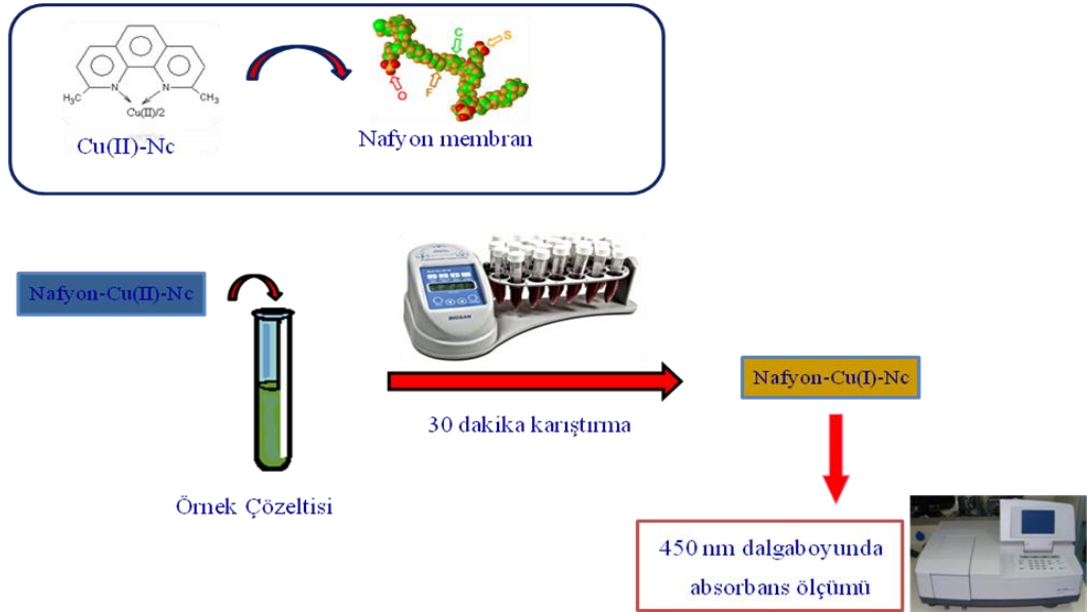 C
S
H₃C
N
N
CH₃
O
F
Cu(II)/2
Cu(II)-Nc
Nafyon membran
Nafyon-Cu(II)-Nc
BIOSAN
Nafyon-Cu(I)-Nc
30 dakika karıştırma
Örnek Çözeltisi
450 nm dalgaboyunda
absorbans ölçümü